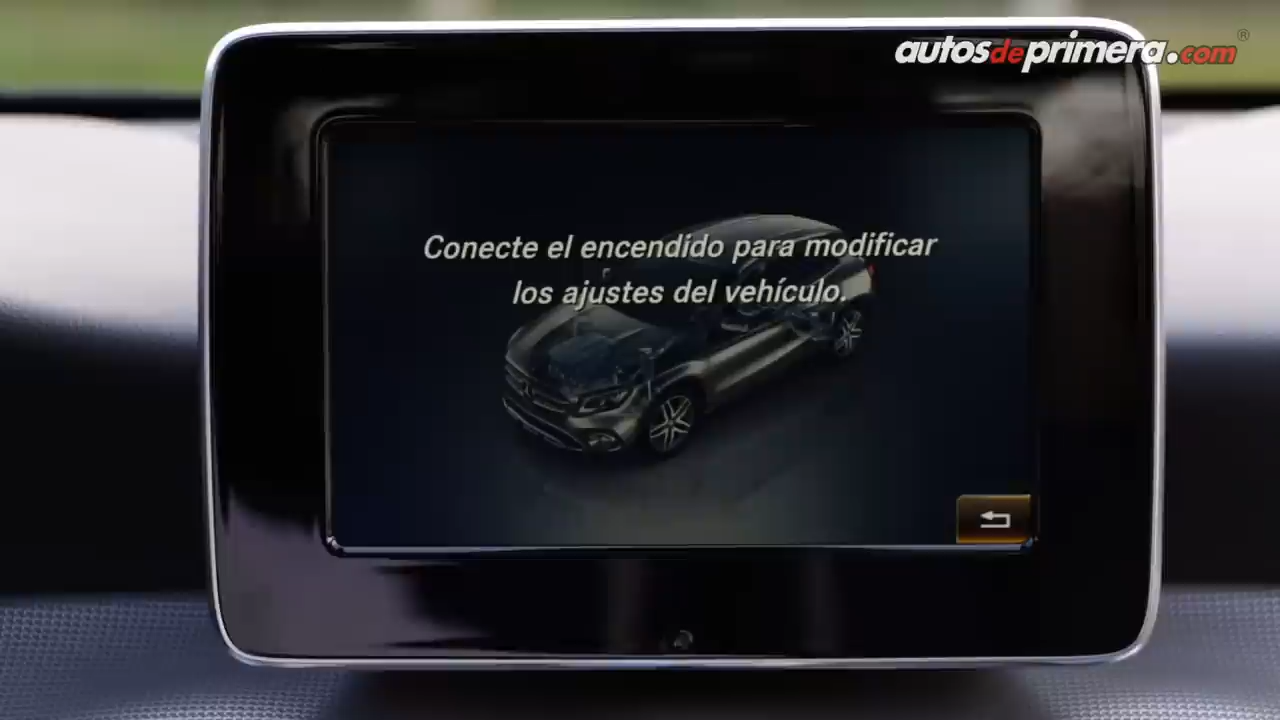 autosdeprimera.com®
Conecte el encendido para modificar
los ajustes del vehículo.